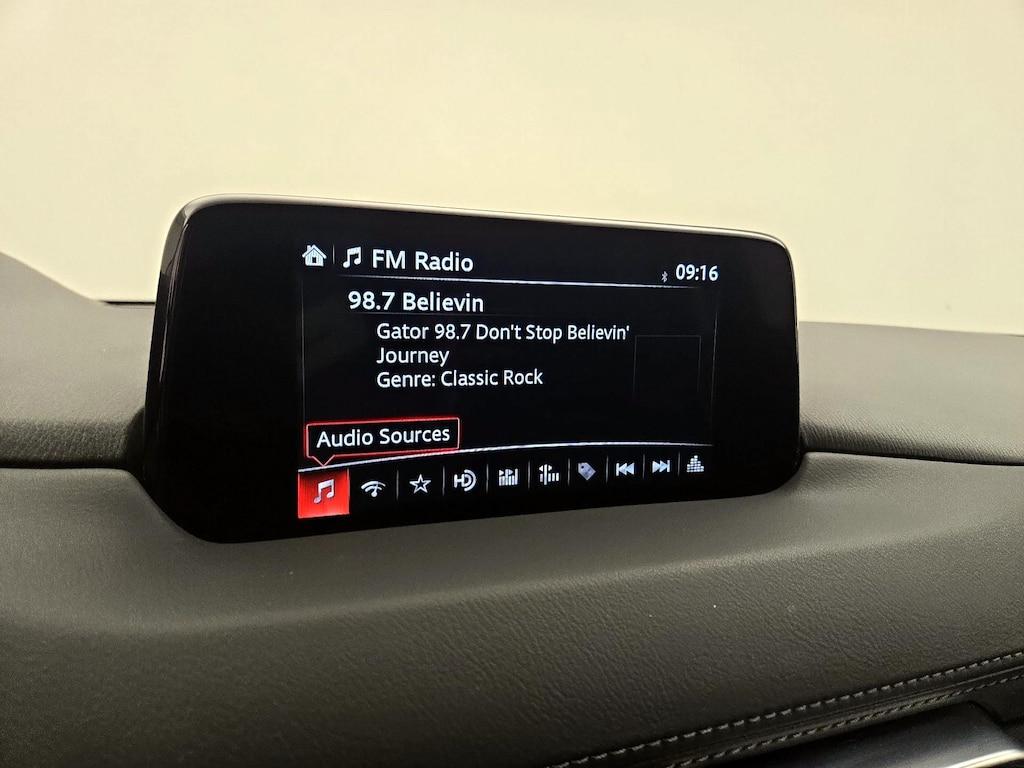 FM Radio
09:16
98.7 Believin
Gator 98.7 Don't Stop Believin'
Journey
Genre: Classic Rock
Audio Sources
HD